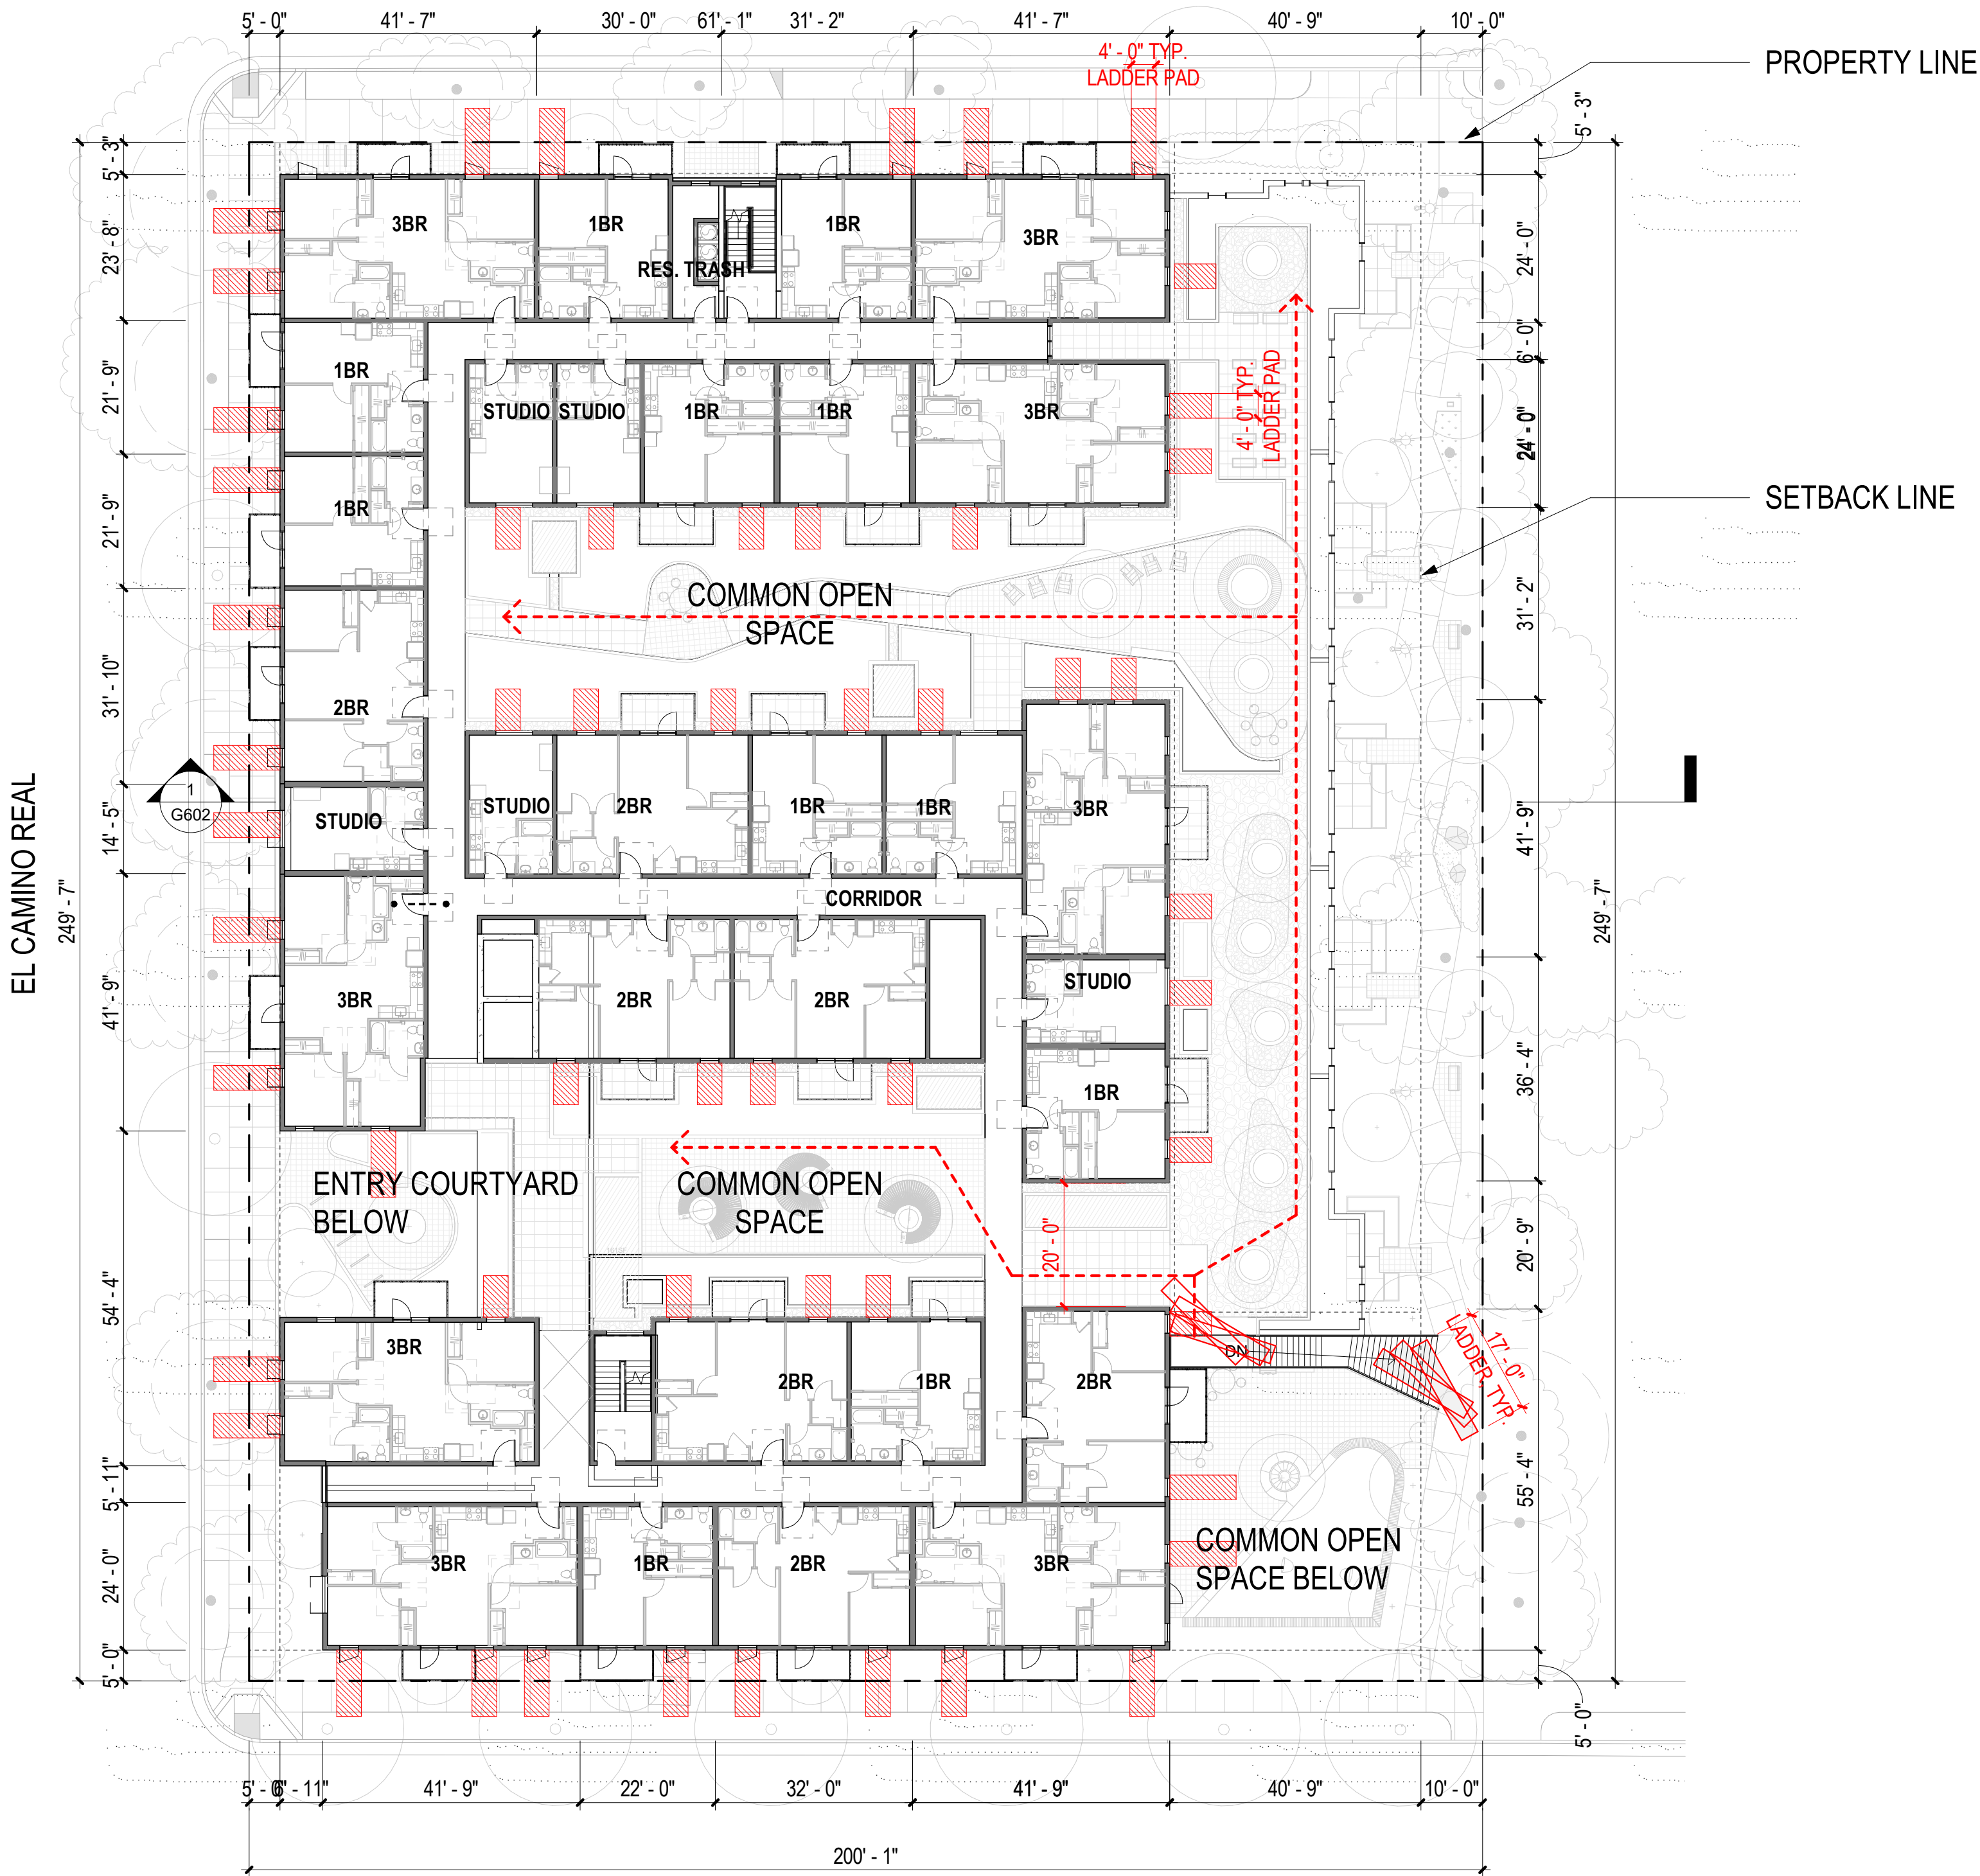 5' - 0" 41' - 7" 30' - 0" 61' - 1" 31' - 2" 41' - 7" 40' - 9" 10' - 0"
4' - 0" TYP.
LADDER PAD
PROPERTY LINE
5' - 3"
5' - 3"
23' - 8"
21' - 9"
21' - 9"
31' - 10"
14' - 5"
41' - 9"
54' - 4"
5' - 11"
24' - 0"
5' - 0"
249' - 7"
EL CAMINO REAL
3BR
1BR
RES. TRASH
1BR
3BR
24' - 0"
6' - 0"
24' - 0"
31' - 2"
41' - 9"
36' - 4"
20' - 9"
55' - 4"
5' - 0"
249' - 7"
4' - 0" TYP.
LADDER PAD
1BR
STUDIO
STUDIO
1BR
1BR
3BR
SETBACK LINE
1BR
COMMON OPEN
SPACE
2BR
1
G602
STUDIO
STUDIO
2BR
1BR
1BR
3BR
CORRIDOR
3BR
2BR
2BR
STUDIO
1BR
ENTRY COURTYARD
BELOW
COMMON OPEN
SPACE
20' - 0"
DN
17' - 0"
LADDER, TYP.
3BR
2BR
1BR
2BR
COMMON OPEN
SPACE BELOW
3BR
1BR
2BR
3BR
5' - 0" 6' - 11" 41' - 9" 22' - 0" 32' - 0" 41' - 9" 40' - 9" 10' - 0"
200' - 1"